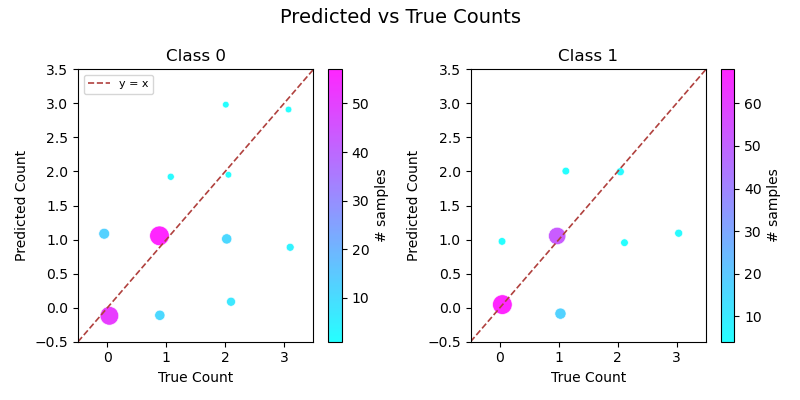 Predicted vs True Counts
Class 0
3.5
3.0
2.5
2.0
1.5
1.0
0.5
0.0
−0.5
Predicted Count
0 1 2 3
True Count
y = x
50
40
30
20
10
# samples
Class 1
3.5
3.0
2.5
2.0
1.5
1.0
0.5
0.0
−0.5
Predicted Count
0 1 2 3
True Count
60
50
40
30
20
10
# samples